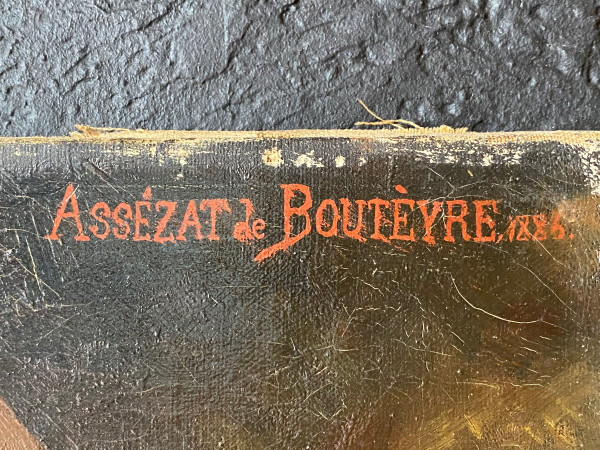 ASSÉZAT de BOUTÈYRE, 1886.